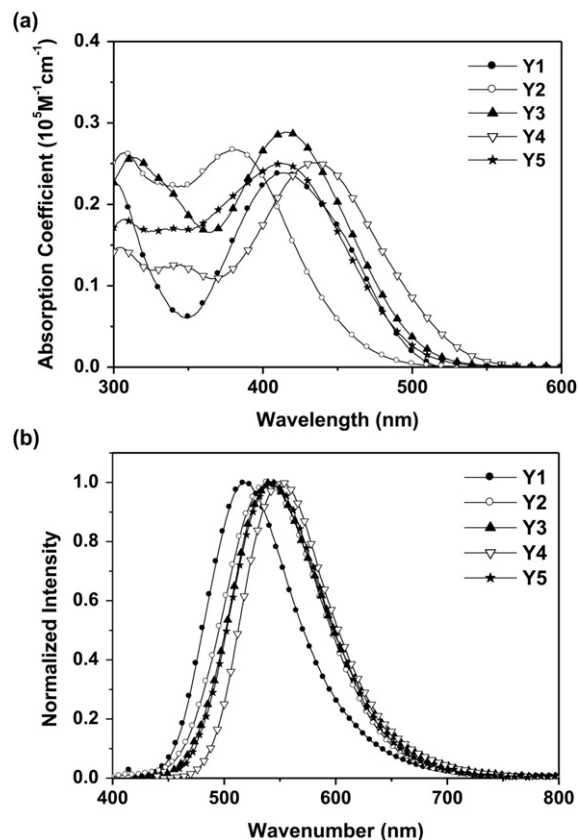 (a)
0.4
0.3
0.2
0.1
0.0
Absorption Coefficient (10⁵M⁻¹cm⁻¹)
Y1
Y2
Y3
Y4
Y5
300 400 500 600
Wavelength (nm)
(b)
1.0
0.8
0.6
0.4
0.2
0.0
Normalized Intensity
Y1
Y2
Y3
Y4
Y5
400 500 600 700 800
Wavenumber (nm)